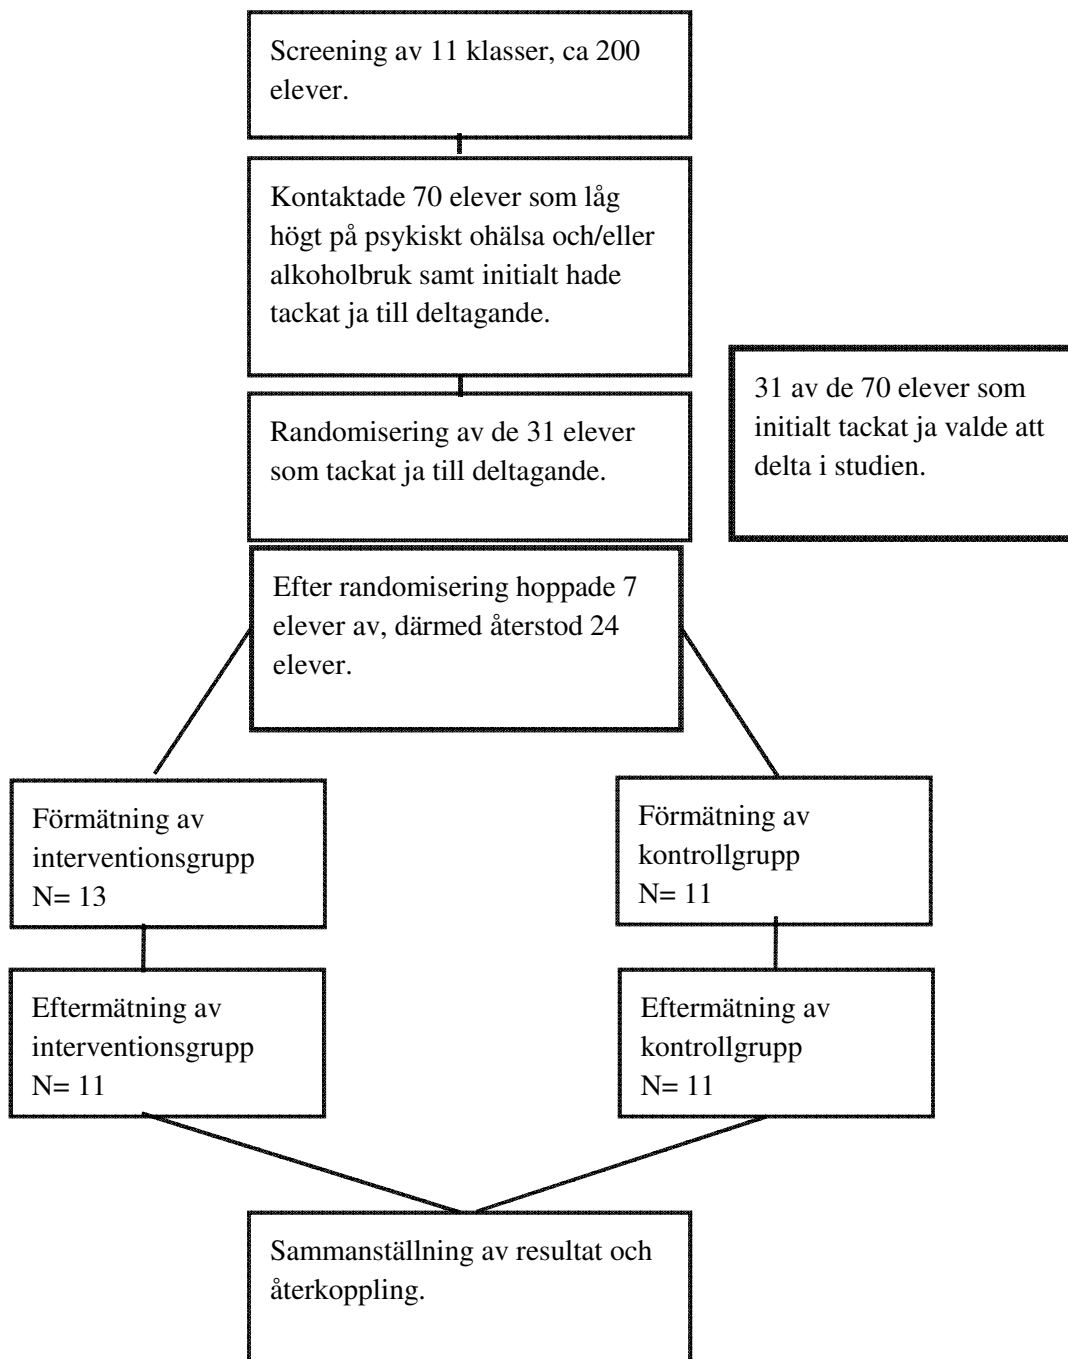 Screening av 11 klasser, ca 200
elever.
Kontaktade 70 elever som låg
högt på psykiskt ohälsa och/eller
alkoholbruk samt initialt hade
tackat ja till deltagande.
31 av de 70 elever som
initialt tackat ja valde att
delta i studien.
Randomisering av de 31 elever
som tackat ja till deltagande.
Efter randomisering hoppade 7
elever av, därmed återstod 24
elever.
Förmätning av
interventionsgrupp
N= 13
Förmätning av
kontrollgrupp
N= 11
Eftermätning av
interventionsgrupp
N= 11
Eftermätning av
kontrollgrupp
N= 11
Sammanställning av resultat och
återkoppling.